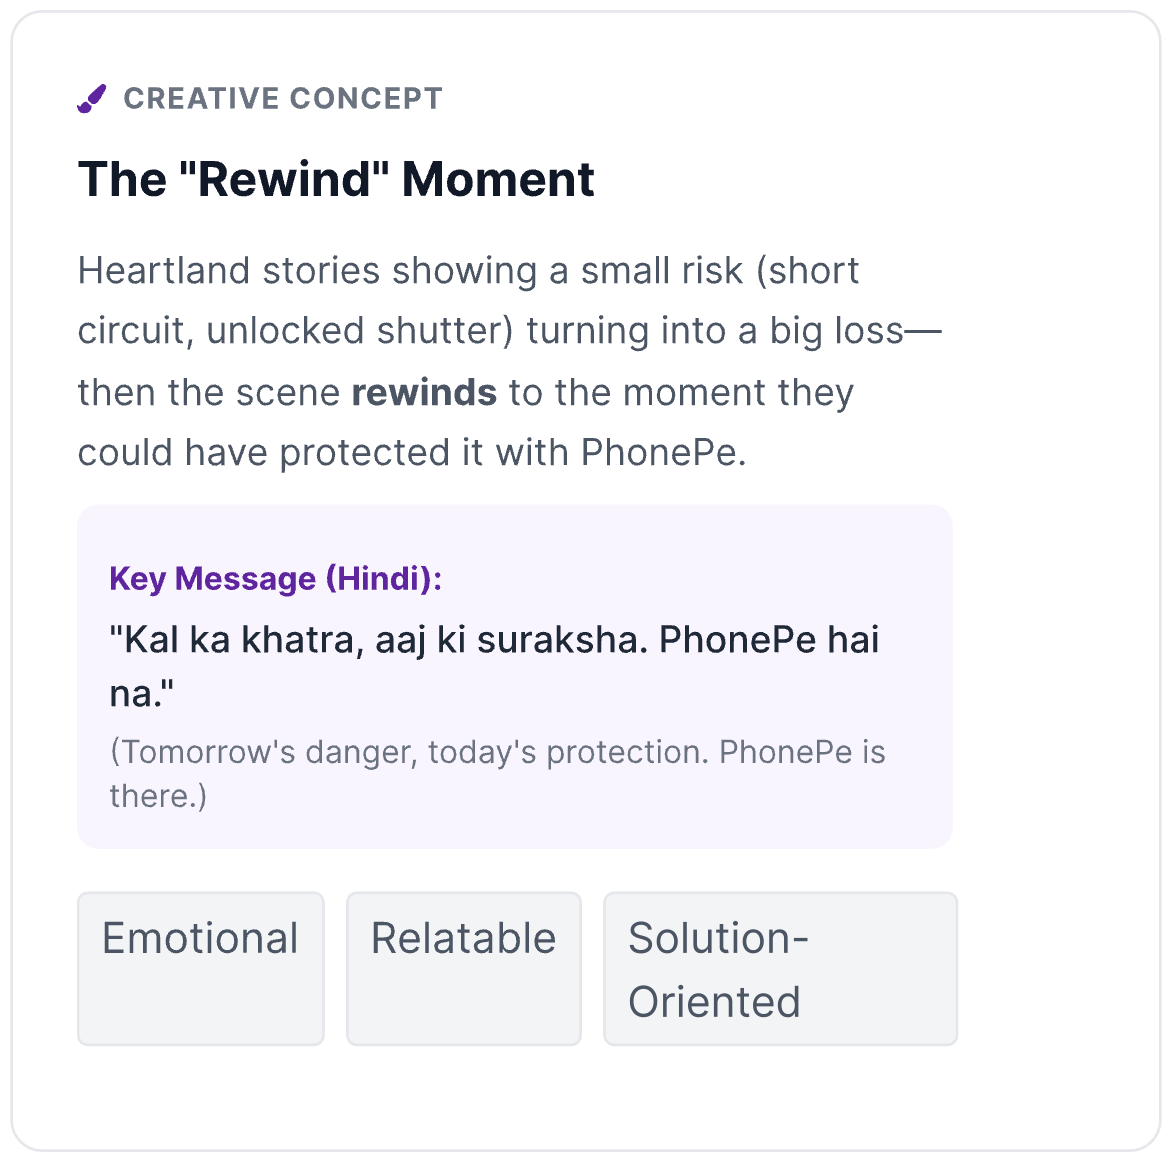 CREATIVE CONCEPT
The "Rewind" Moment
Heartland stories showing a small risk (short
circuit, unlocked shutter) turning into a big loss—
then the scene rewinds to the moment they
could have protected it with PhonePe.
Key Message (Hindi):
"Kal ka khatra, aaj ki suraksha. PhonePe hai
na."
(Tomorrow's danger, today's protection. PhonePe is
there.)
Emotional
Relatable
Solution-
Oriented